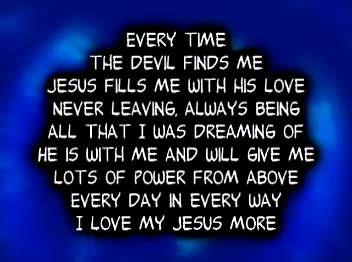 EVERY TIME
THE DEVIL FINDS ME
JESUS FILLS ME WITH HIS LOVE
NEVER LEAVING, ALWAYS BEING
ALL THAT I WAS DREAMING OF
HE IS WITH ME AND WILL GIVE ME
LOTS OF POWER FROM ABOVE
EVERY DAY IN EVERY WAY
I LOVE MY JESUS MORE